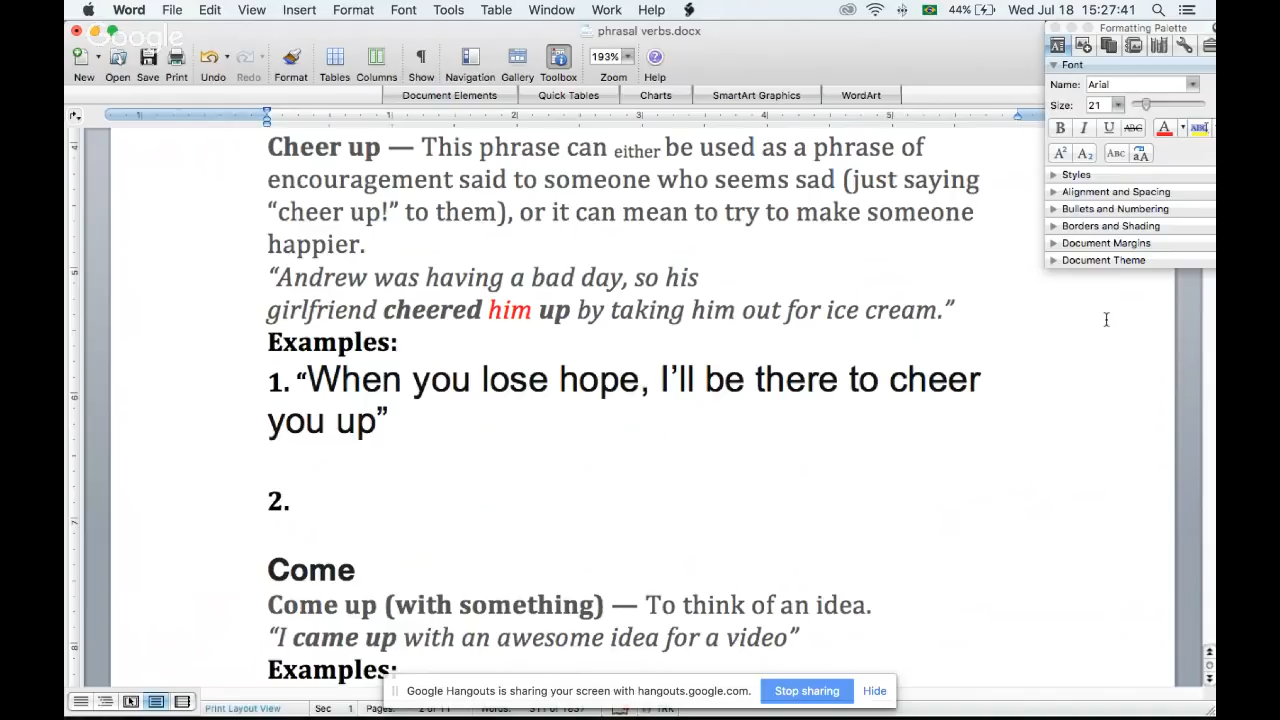 Word File Edit View Insert Format Font Tools Table Window Work Help 44% Wed Jul 18 15:27:41
Google
phrasal verbs.docx
Formatting Palette
New Open Save Print Undo Redo Format Tables Columns Show Navigation Gallery Toolbox 193% Zoom Help
Document Elements Quick Tables Charts SmartArt Graphics WordArt
Font
Name: Arial
Size: 21
Styles
Alignment and Spacing
Bullets and Numbering
Borders and Shading
Document Margins
Document Theme
Cheer up — This phrase can either be used as a phrase of
encouragement said to someone who seems sad (just saying
“cheer up!” to them), or it can mean to try to make someone
happier.
“Andrew was having a bad day, so his
girlfriend cheered him up by taking him out for ice cream.”
Examples:
1. “When you lose hope, I’ll be there to cheer
you up”
2.
Come
Come up (with something) — To think of an idea.
“I came up with an awesome idea for a video”
Examples:
Google Hangouts is sharing your screen with hangouts.google.com. Stop sharing Hide
Print Layout View Sec 1 Pages: 2 of 11